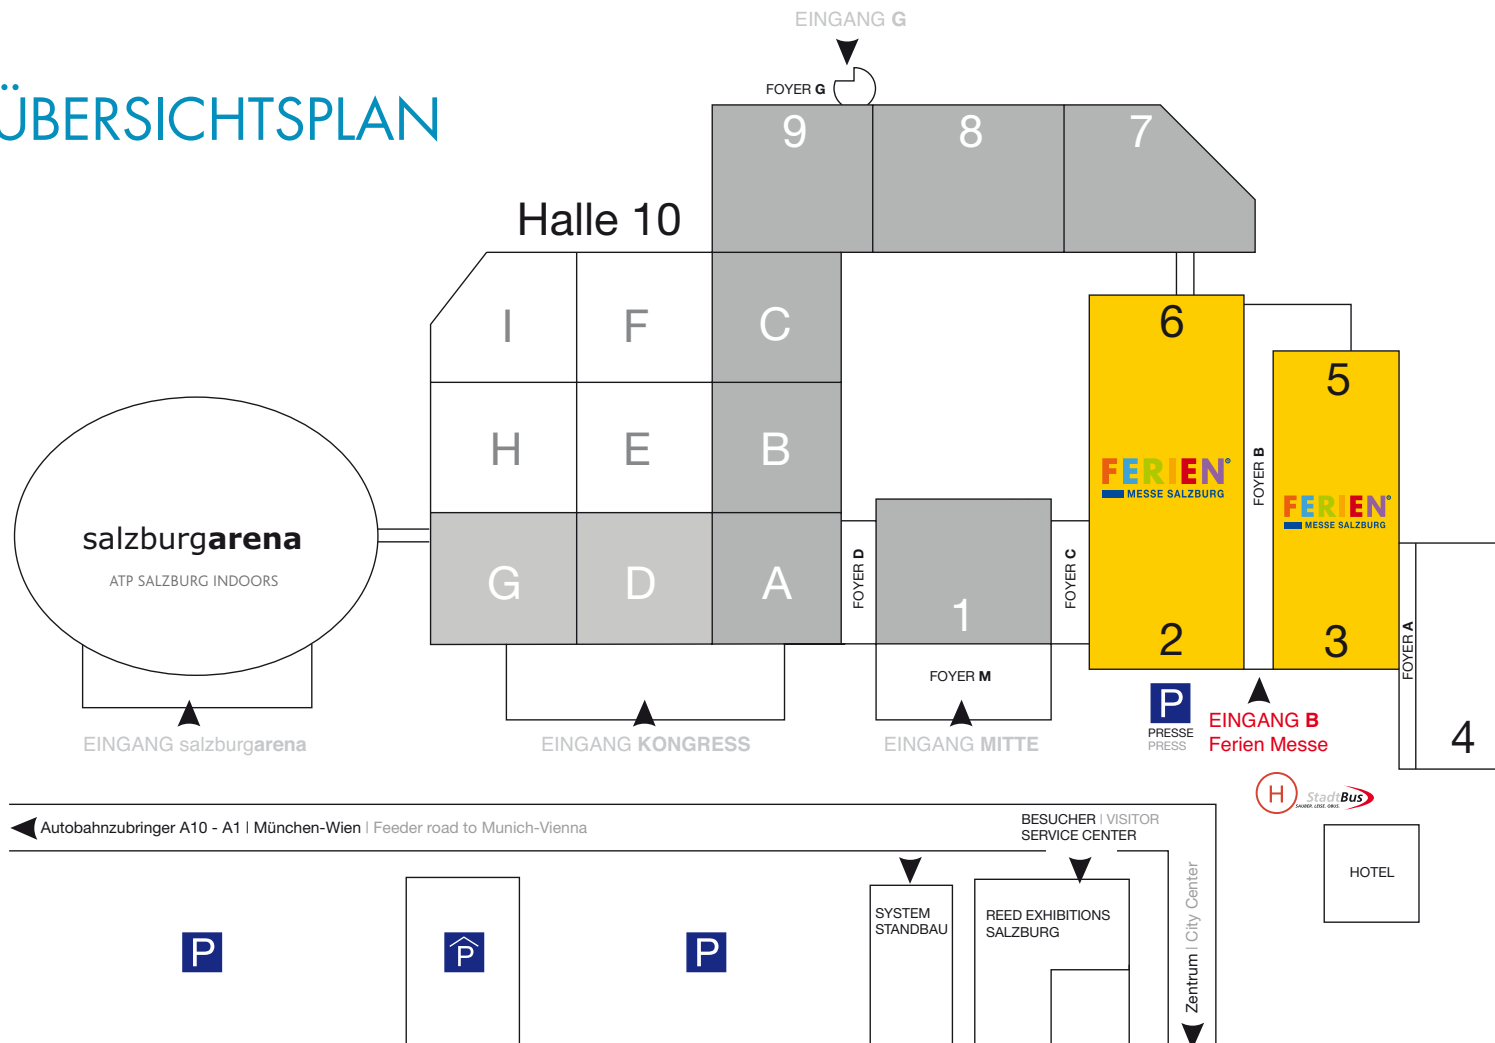 EINGANG G
FOYER G
ÜBERSICHTSPLAN
9
8
7
Halle 10
I
F
C
6
5
H
E
B
FERIEN®
MESSE SALZBURG
FOYER B
FERIEN®
MESSE SALZBURG
salzburgarena
ATP SALZBURG INDOORS
G
D
A
FOYER D
1
FOYER C
2
3
FOYER A
FOYER M
4
P
PRESSE
PRESS
EINGANG B
Ferien Messe
EINGANG salzburgarena
EINGANG KONGRESS
EINGANG MITTE
H
StadtBus
SAUBER. LEISE. OBUS.
Autobahnzubringer A10 - A1 | München-Wien | Feeder road to Munich-Vienna
BESUCHER | VISITOR
SERVICE CENTER
HOTEL
SYSTEM
STANDBAU
REED EXHIBITIONS
SALZBURG
Zentrum | City Center
P
P
P